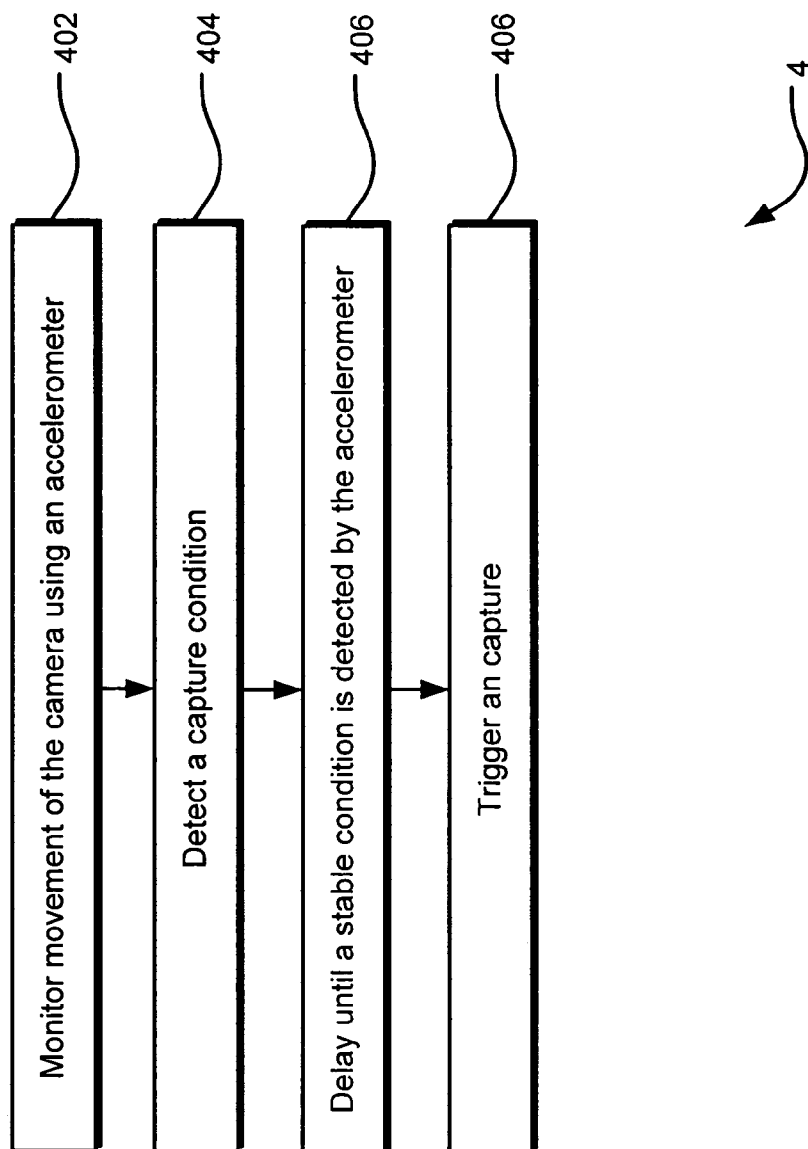 Monitor movement of the camera using an accelerometer
402
Detect a capture condition
404
Delay until a stable condition is detected by the accelerometer
406
Trigger an capture
406
4